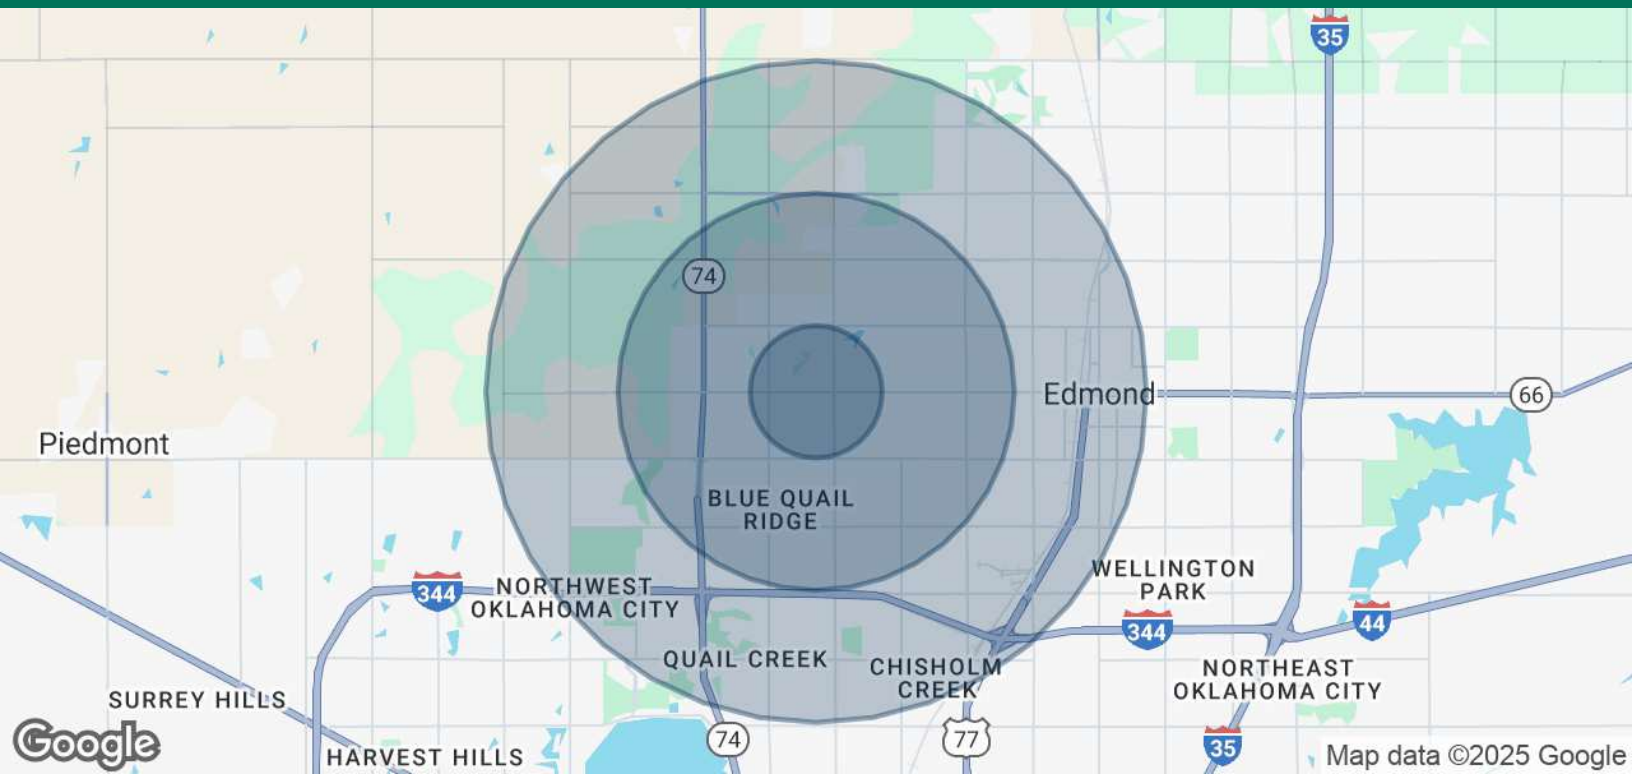 35
74
Edmond
66
Piedmont
BLUE QUAIL
RIDGE
WELLINGTON
PARK
344
NORTHWEST
OKLAHOMA CITY
344
44
QUAIL CREEK
CHISHOLM
CREEK
NORTHEAST
OKLAHOMA CITY
SURREY HILLS
Google
HARVEST HILLS
74
77
35
Map data ©2025 Google